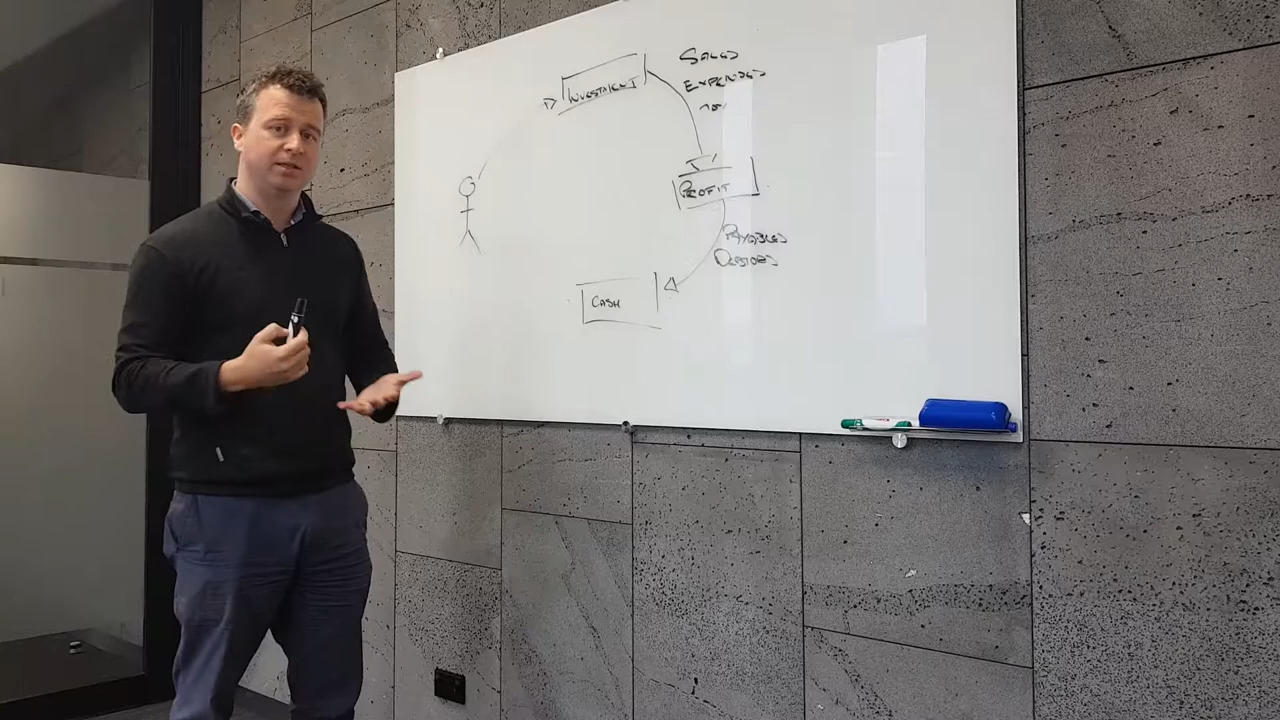 INVESTMENT
SALES
EXPENSES
PROFIT
PAYABLES
DEBTORS
CASH